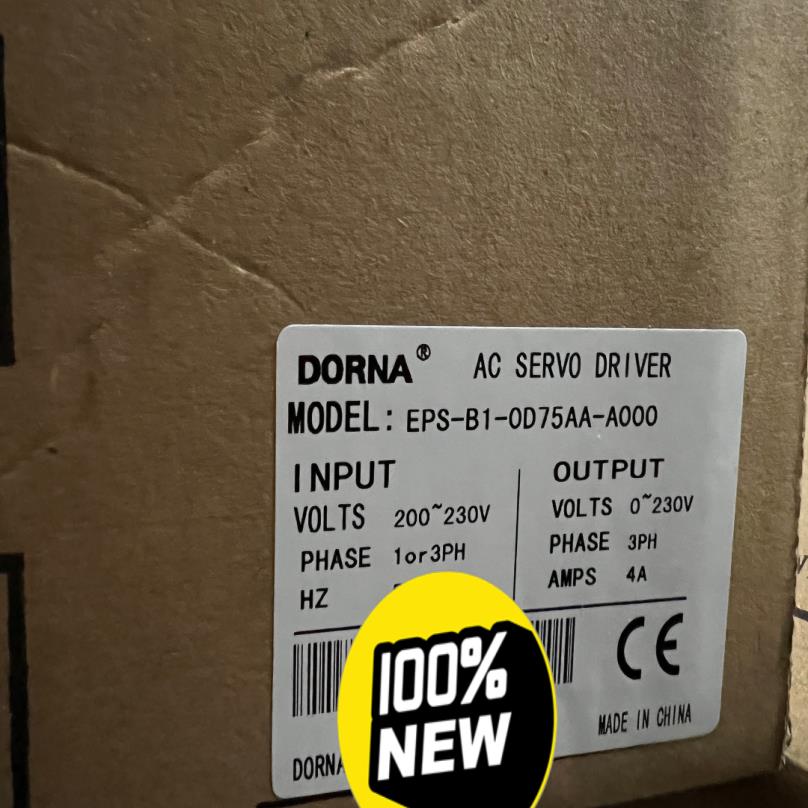 DORNA® AC SERVO DRIVER
MODEL: EPS-B1-0D75AA-A000
INPUT
VOLTS 200~230V
PHASE 1or3PH
HZ
OUTPUT
VOLTS 0~230V
PHASE 3PH
AMPS 4A
CE
MADE IN CHINA
DORNA
100%
NEW